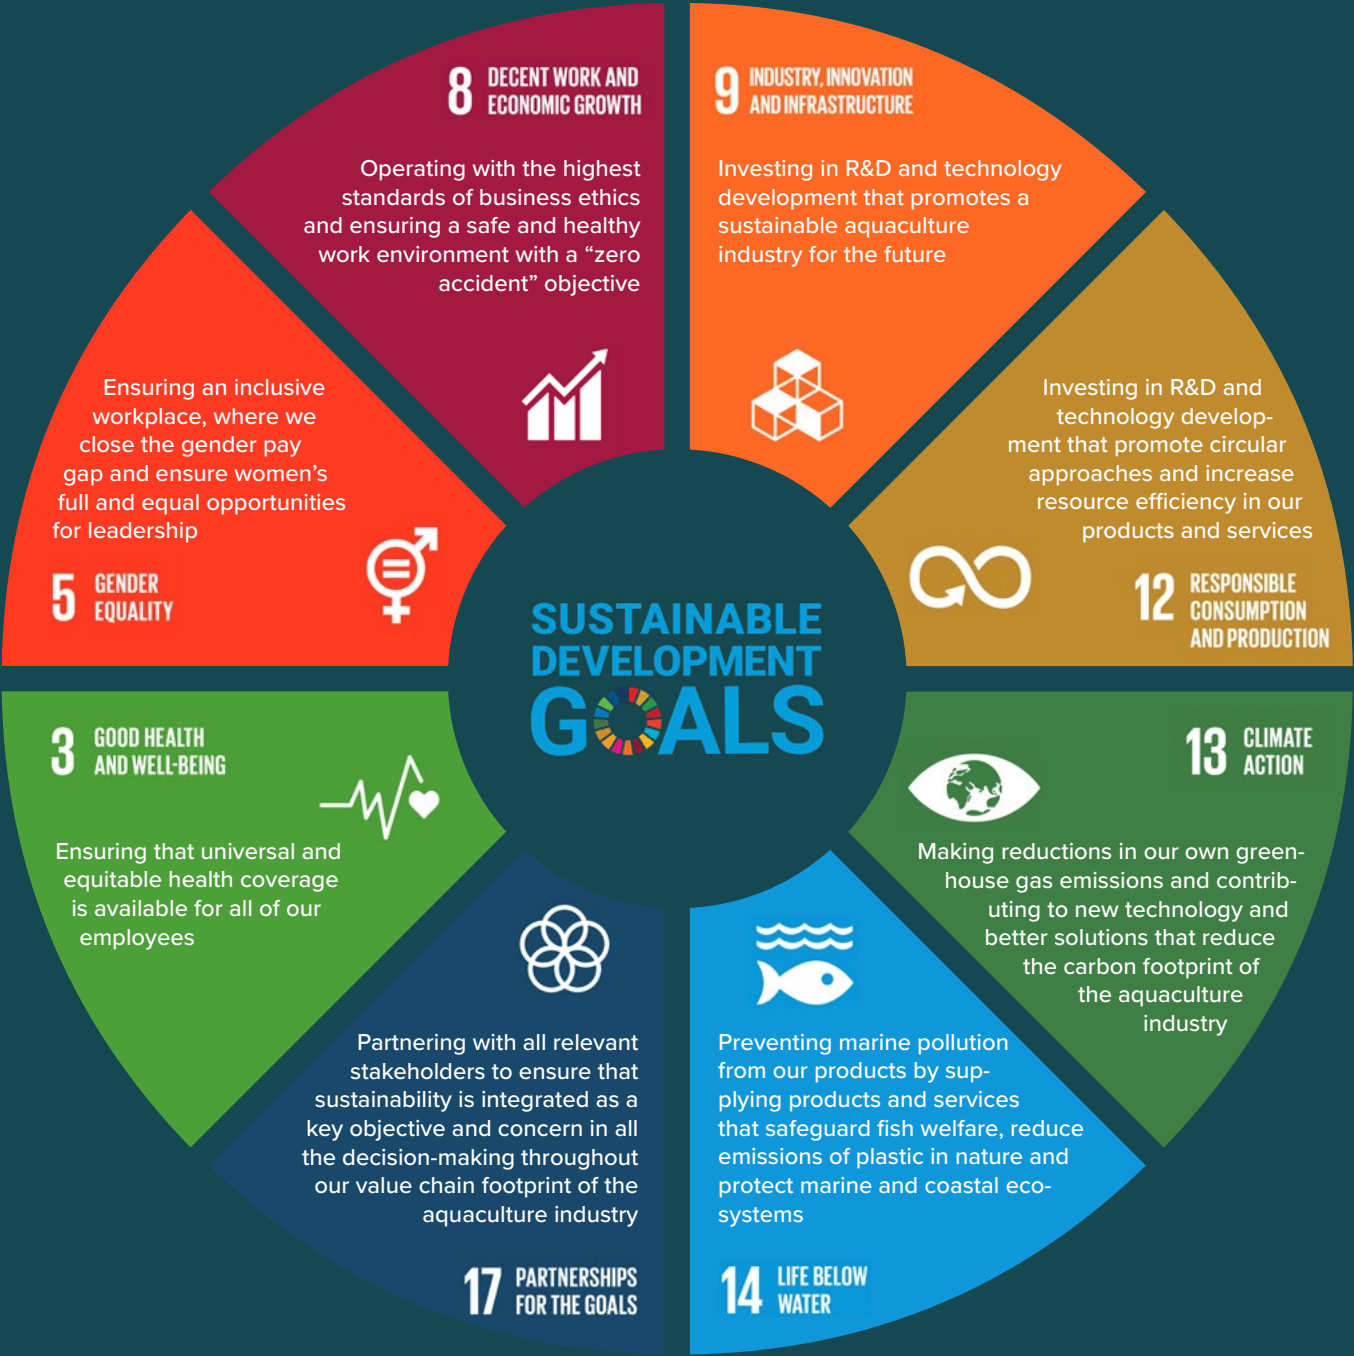 8 DECENT WORK AND
ECONOMIC GROWTH
Operating with the highest
standards of business ethics
and ensuring a safe and healthy
work environment with a “zero
accident” objective
9 INDUSTRY, INNOVATION
AND INFRASTRUCTURE
Investing in R&D and technology
development that promotes a
sustainable aquaculture
industry for the future
Ensuring an inclusive
workplace, where we
close the gender pay
gap and ensure women’s
full and equal opportunities
for leadership
5 GENDER
EQUALITY
Investing in R&D and
technology develop-
ment that promote circular
approaches and increase
resource efficiency in our
products and services
12 RESPONSIBLE
CONSUMPTION
AND PRODUCTION
SUSTAINABLE
DEVELOPMENT
GOALS
3 GOOD HEALTH
AND WELL-BEING
Ensuring that universal and
equitable health coverage
is available for all of our
employees
13 CLIMATE
ACTION
Making reductions in our own green-
house gas emissions and contrib-
uting to new technology and
better solutions that reduce
the carbon footprint of
the aquaculture
industry
Partnering with all relevant
stakeholders to ensure that
sustainability is integrated as a
key objective and concern in all
the decision-making throughout
our value chain footprint of the
aquaculture industry
17 PARTNERSHIPS
FOR THE GOALS
Preventing marine pollution
from our products by sup-
plying products and services
that safeguard fish welfare, reduce
emissions of plastic in nature and
protect marine and coastal eco-
systems
14 LIFE BELOW
WATER